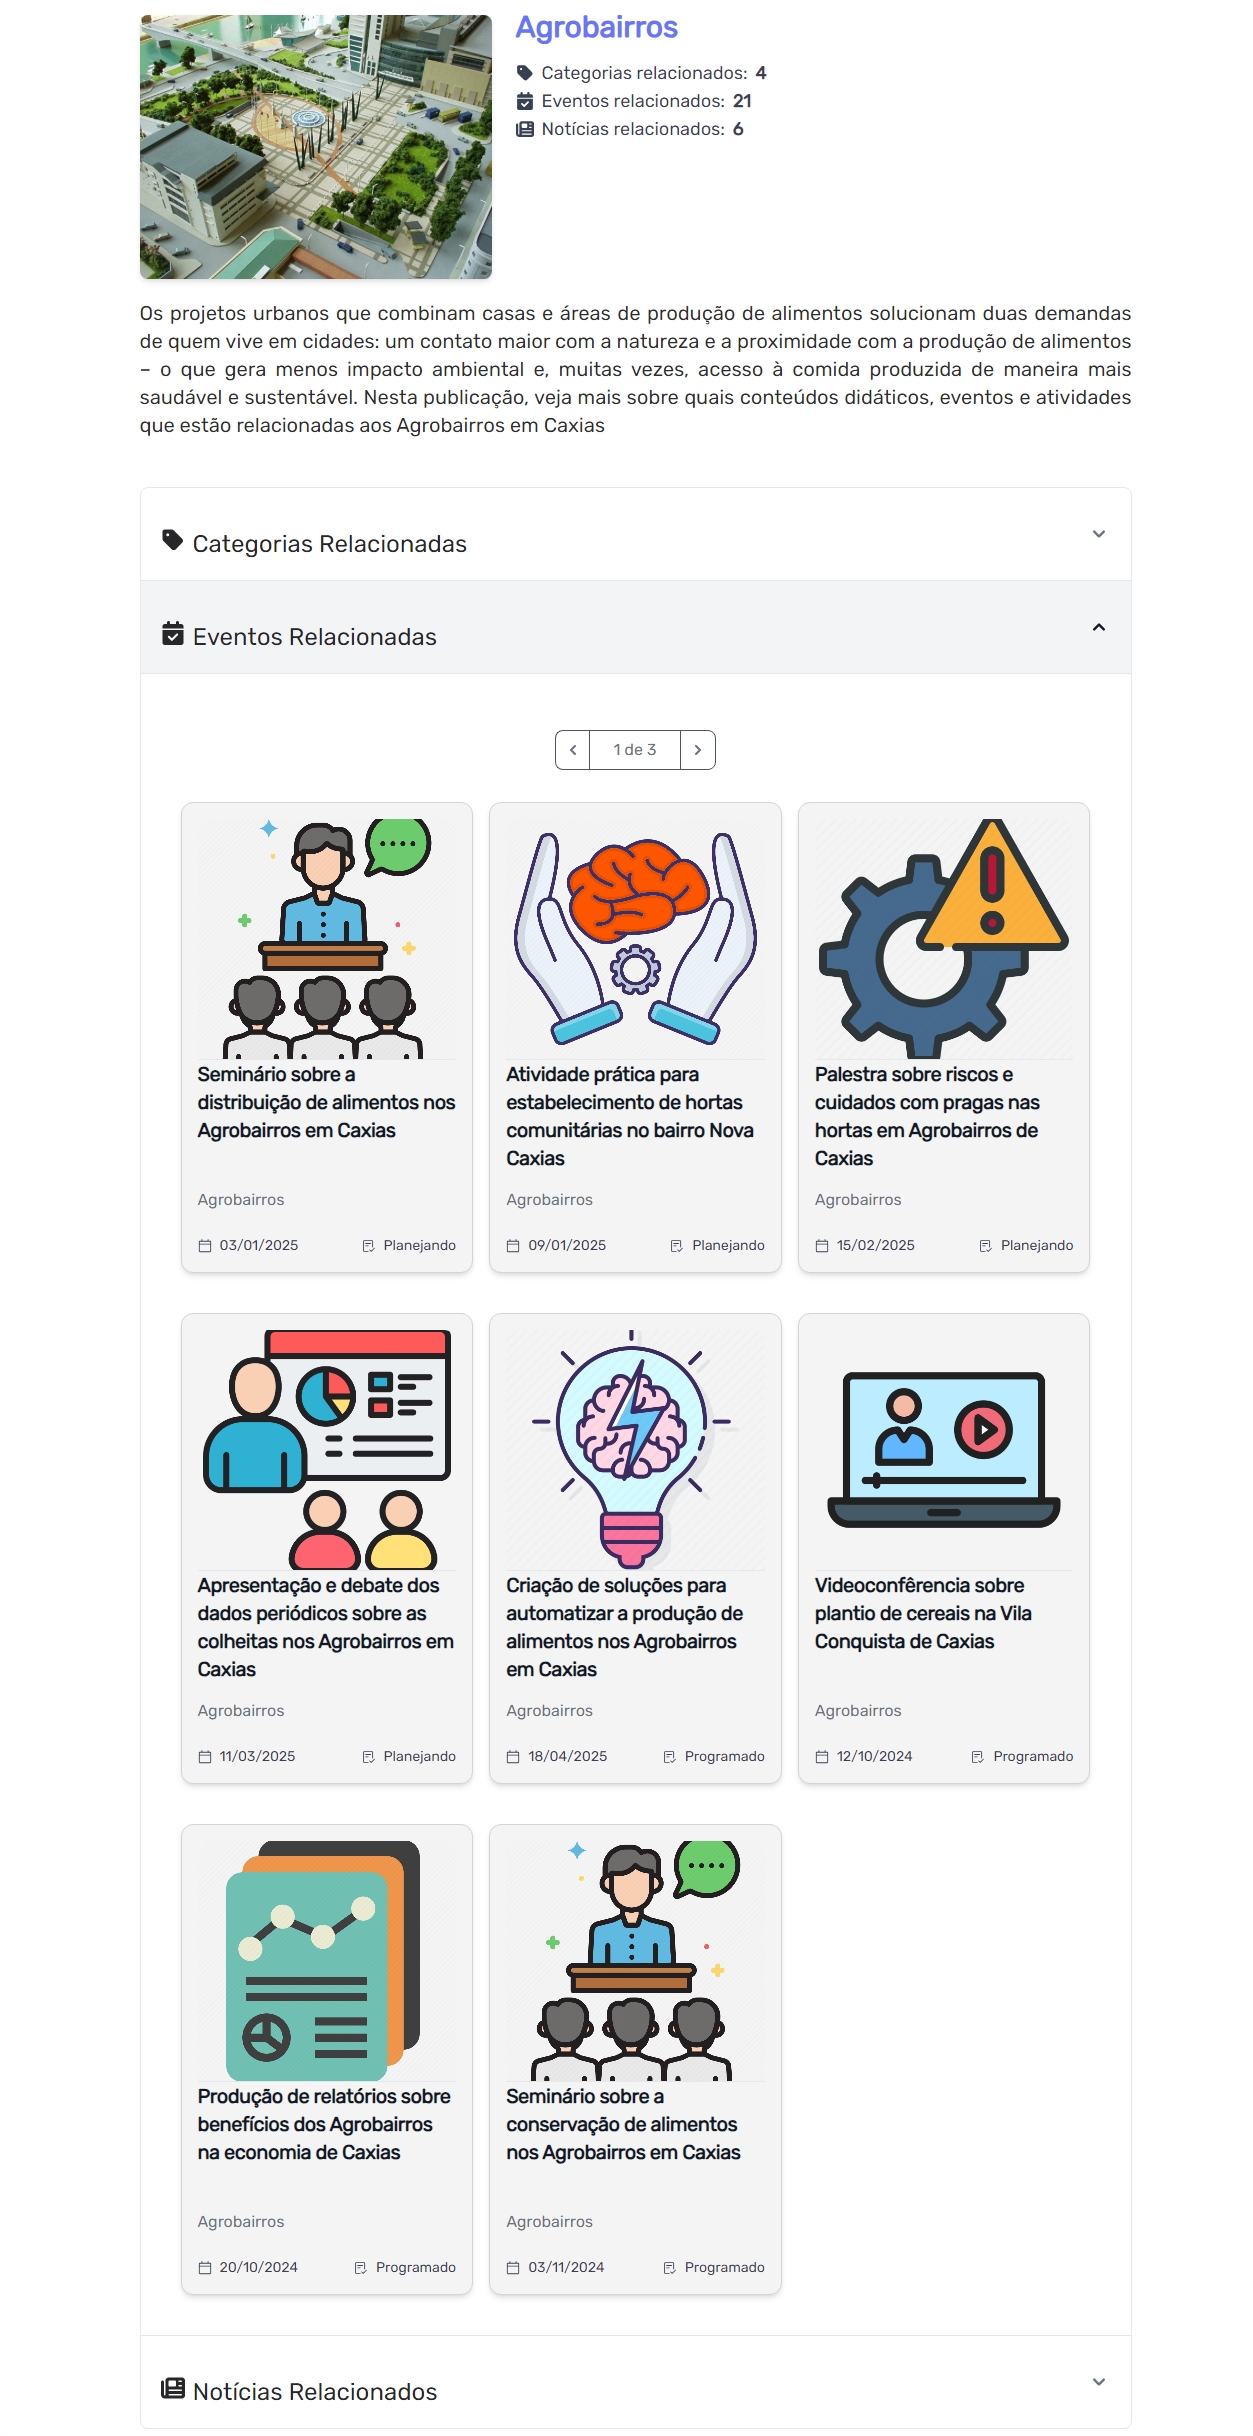 Agrobairros
Categorias relacionados: 4
Eventos relacionados: 21
Notícias relacionados: 6
Os projetos urbanos que combinam casas e áreas de produção de alimentos solucionam duas demandas
de quem vive em cidades: um contato maior com a natureza e a proximidade com a produção de alimentos
– o que gera menos impacto ambiental e, muitas vezes, acesso à comida produzida de maneira mais
saudável e sustentável. Nesta publicação, veja mais sobre quais conteúdos didáticos, eventos e atividades
que estão relacionadas aos Agrobairros em Caxias
Categorias Relacionadas
Eventos Relacionadas
1 de 3
Seminário sobre a
distribuição de alimentos nos
Agrobairros em Caxias
Agrobairros
03/01/2025 Planejando
Atividade prática para
estabelecimento de hortas
comunitárias no bairro Nova
Caxias
Agrobairros
09/01/2025 Planejando
Palestra sobre riscos e
cuidados com pragas nas
hortas em Agrobairros de
Caxias
Agrobairros
15/02/2025 Planejando
Apresentação e debate dos
dados periódicos sobre as
colheitas nos Agrobairros em
Caxias
Agrobairros
11/03/2025 Planejando
Criação de soluções para
automatizar a produção de
alimentos nos Agrobairros
em Caxias
Agrobairros
18/04/2025 Programado
Videoconfêrencia sobre
plantio de cereais na Vila
Conquista de Caxias
Agrobairros
12/10/2024 Programado
Produção de relatórios sobre
benefícios dos Agrobairros
na economia de Caxias
Agrobairros
20/10/2024 Programado
Seminário sobre a
conservação de alimentos
nos Agrobairros em Caxias
Agrobairros
03/11/2024 Programado
Notícias Relacionados